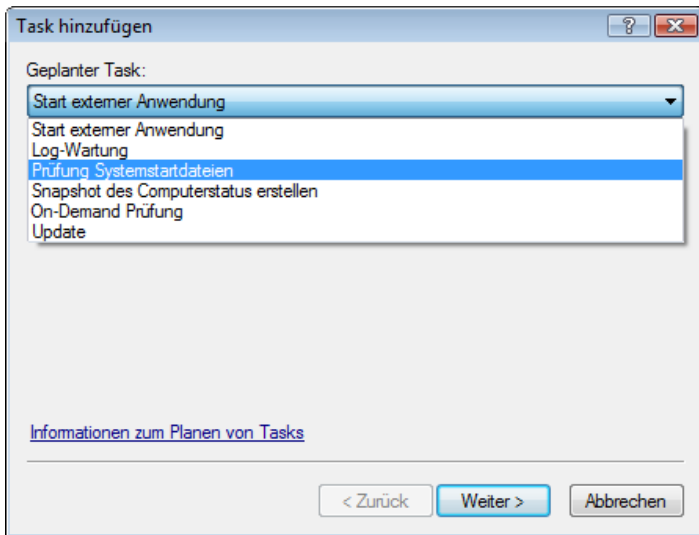 Task hinzufügen
Geplanter Task:
Start externer Anwendung
Start externer Anwendung
Log-Wartung
Prüfung Systemstartdateien
Snapshot des Computerstatus erstellen
On-Demand Prüfung
Update
Informationen zum Planen von Tasks
< Zurück Weiter > Abbrechen